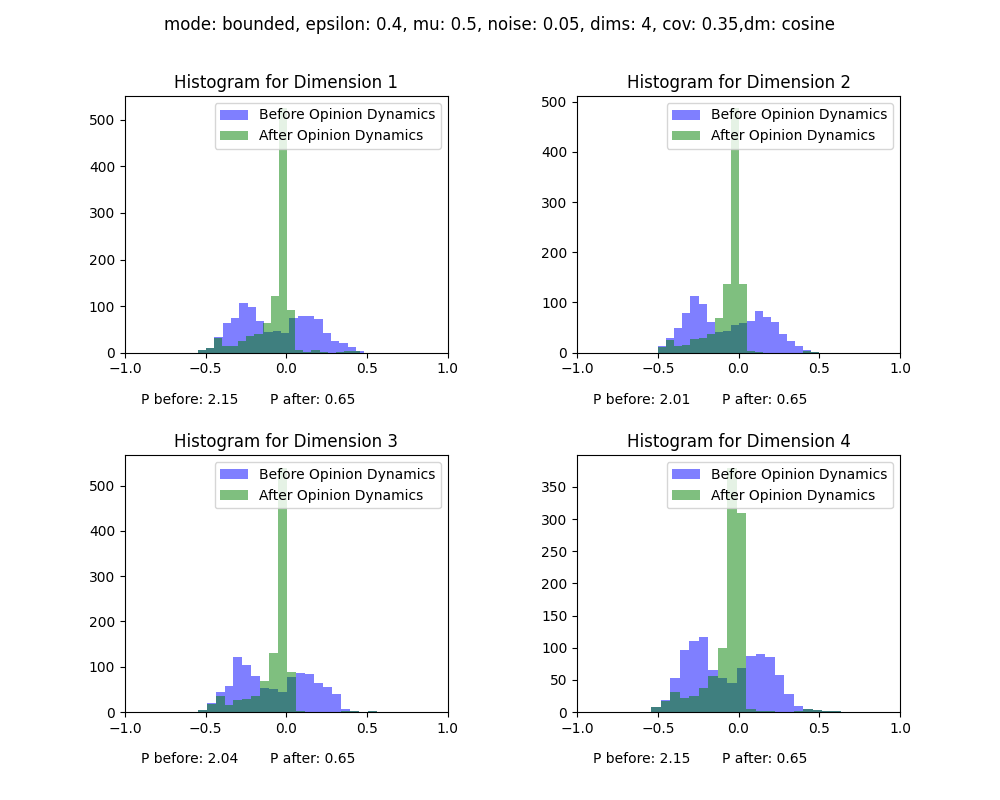 mode: bounded, epsilon: 0.4, mu: 0.5, noise: 0.05, dims: 4, cov: 0.35,dm: cosine
Histogram for Dimension 1
Before Opinion Dynamics
After Opinion Dynamics
500
400
300
200
100
0
−1.0 −0.5 0.0 0.5 1.0
P before: 2.15 P after: 0.65
Histogram for Dimension 2
Before Opinion Dynamics
After Opinion Dynamics
500
400
300
200
100
0
−1.0 −0.5 0.0 0.5 1.0
P before: 2.01 P after: 0.65
Histogram for Dimension 3
Before Opinion Dynamics
After Opinion Dynamics
500
400
300
200
100
0
−1.0 −0.5 0.0 0.5 1.0
P before: 2.04 P after: 0.65
Histogram for Dimension 4
Before Opinion Dynamics
After Opinion Dynamics
350
300
250
200
150
100
50
0
−1.0 −0.5 0.0 0.5 1.0
P before: 2.15 P after: 0.65